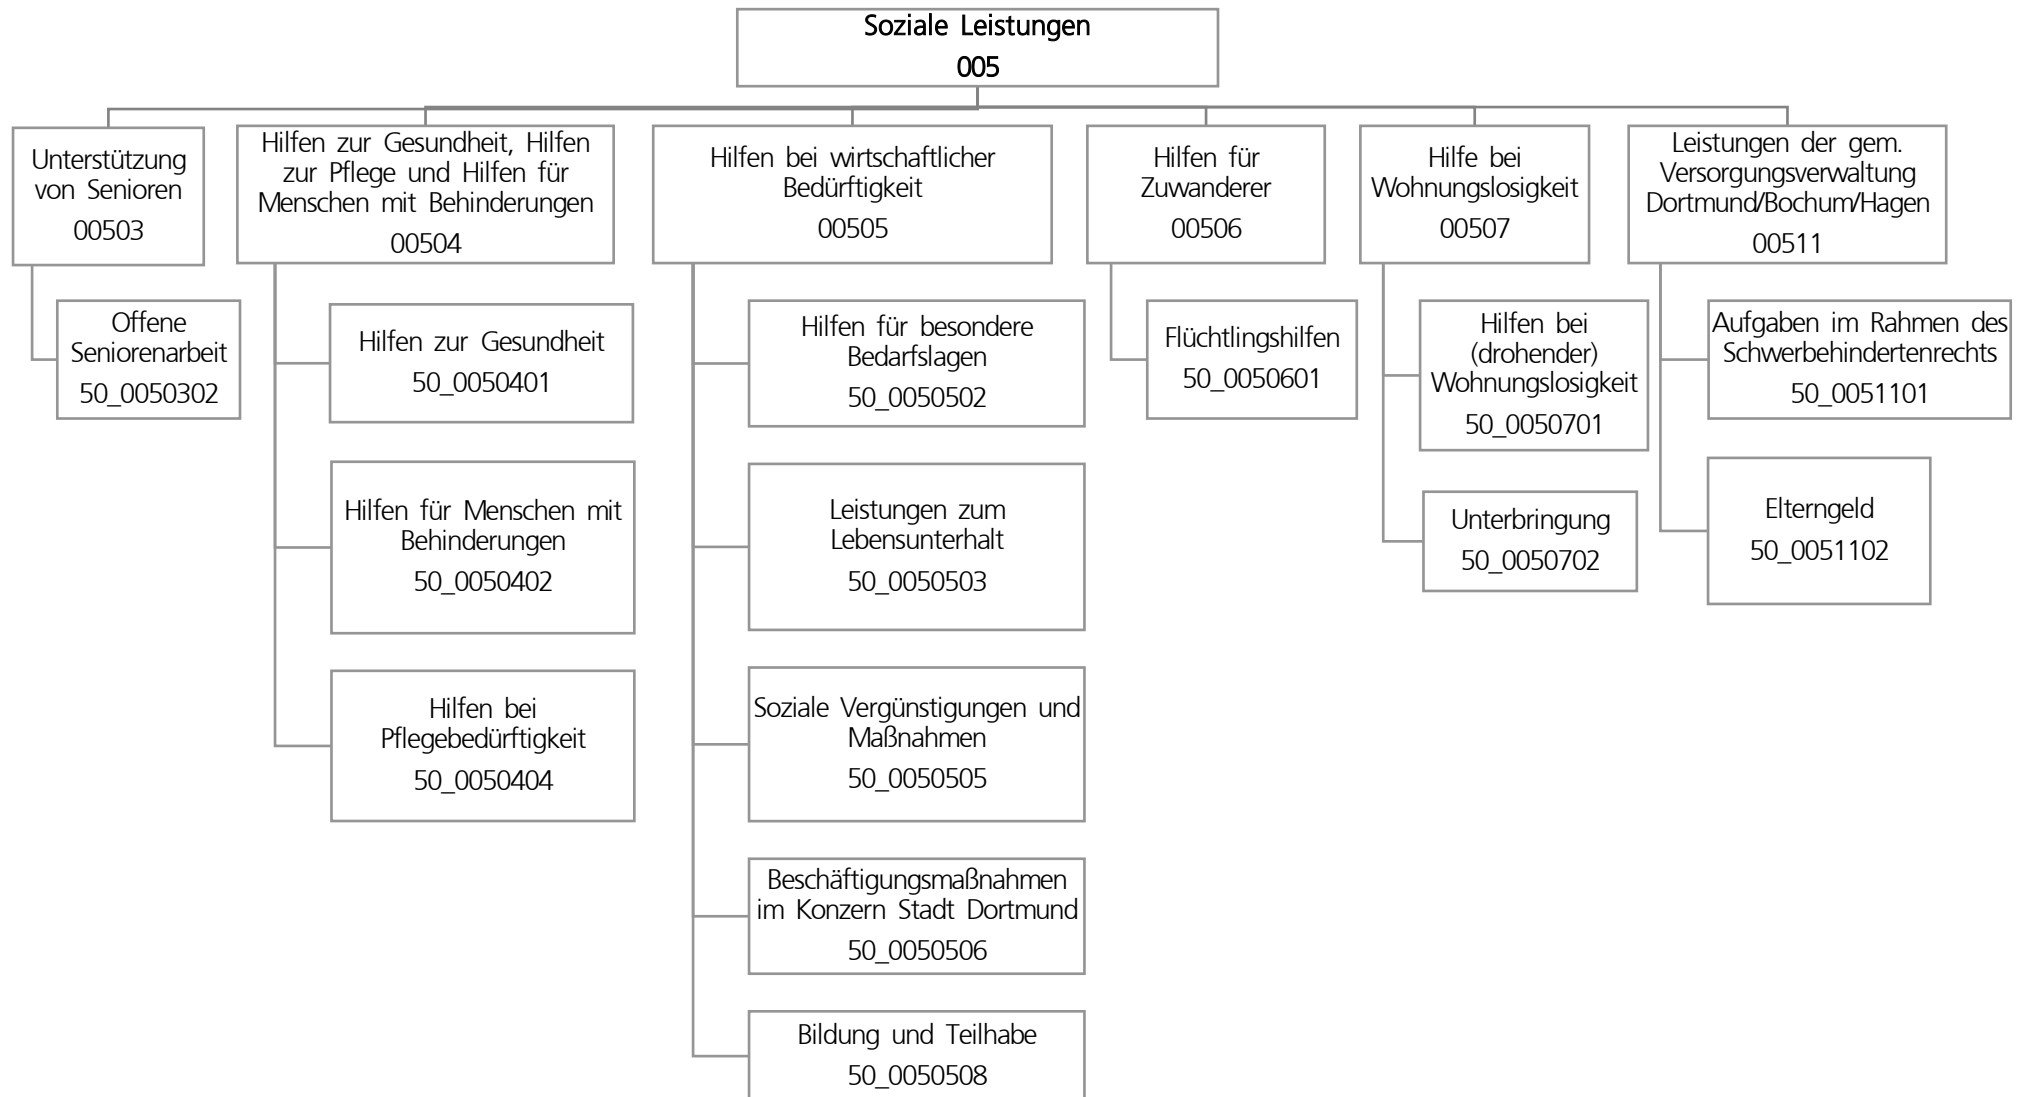 Soziale Leistungen
005
Unterstützung
von Senioren
00503
Offene
Seniorenarbeit
50_0050302
Hilfen zur Gesundheit, Hilfen
zur Pflege und Hilfen für
Menschen mit Behinderungen
00504
Hilfen zur Gesundheit
50_0050401
Hilfen für Menschen mit
Behinderungen
50_0050402
Hilfen bei
Pflegebedürftigkeit
50_0050404
Hilfen bei wirtschaftlicher
Bedürftigkeit
00505
Hilfen für besondere
Bedarfslagen
50_0050502
Leistungen zum
Lebensunterhalt
50_0050503
Soziale Vergünstigungen und
Maßnahmen
50_0050505
Beschäftigungsmaßnahmen
im Konzern Stadt Dortmund
50_0050506
Bildung und Teilhabe
50_0050508
Hilfen für
Zuwanderer
00506
Flüchtlingshilfen
50_0050601
Hilfe bei
Wohnungslosigkeit
00507
Hilfen bei
(drohender)
Wohnungslosigkeit
50_0050701
Unterbringung
50_0050702
Leistungen der gem.
Versorgungsverwaltung
Dortmund/Bochum/Hagen
00511
Aufgaben im Rahmen des
Schwerbehindertenrechts
50_0051101
Elterngeld
50_0051102